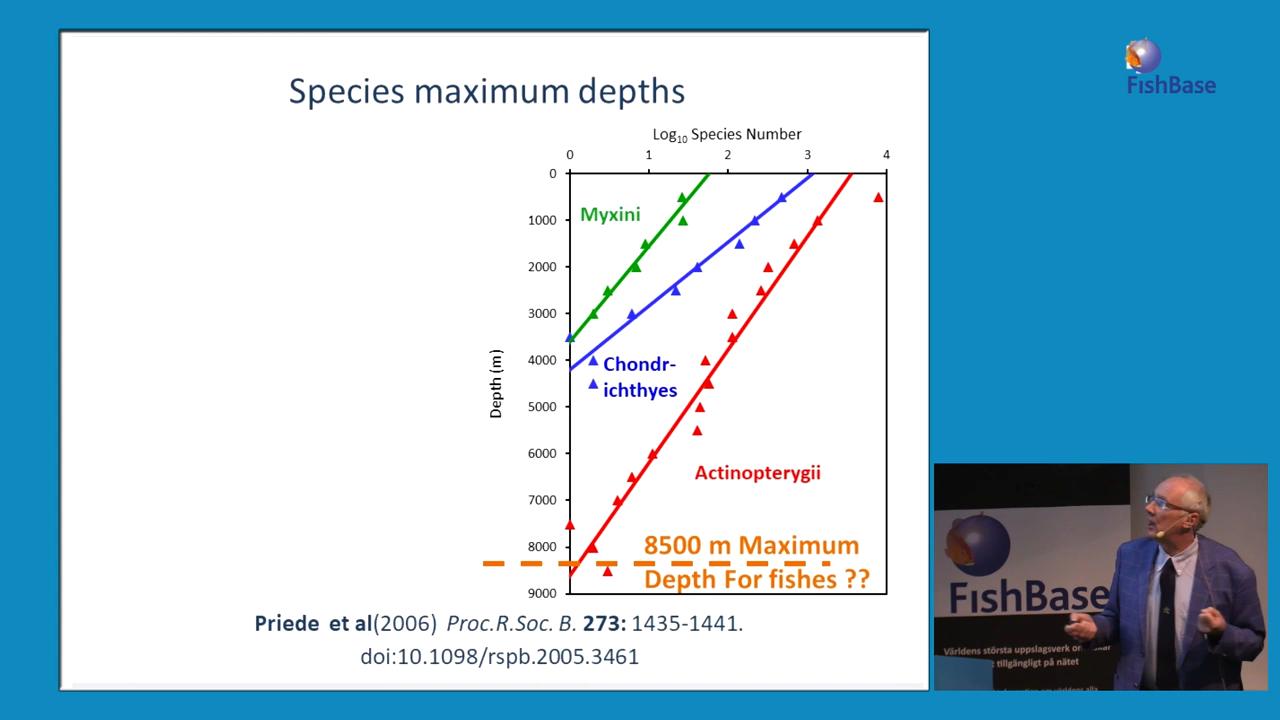 Species maximum depths
FishBase
Log10 Species Number
0 1 2 3 4
0
1000
2000
3000
4000
5000
6000
7000
8000
9000
Depth (m)
Myxini
Chondr-
ichthyes
Actinopterygii
8500 m Maximum
Depth For fishes ??
Priede et al(2006) Proc.R.Soc. B. 273: 1435-1441.
doi:10.1098/rspb.2005.3461
FishBase
Världens största uppslagsverk
tillgängligt på nätet